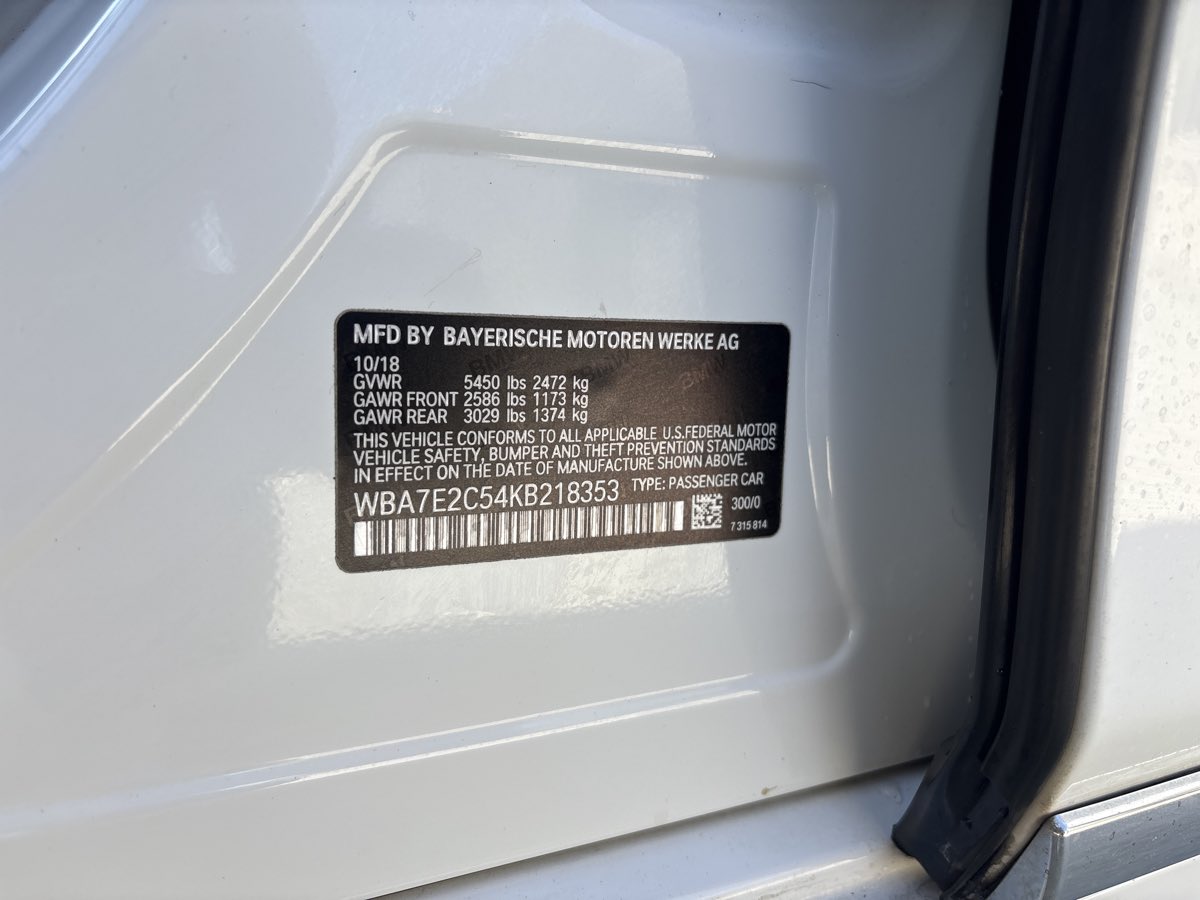 MFD BY BAYERISCHE MOTOREN WERKE AG
10/18
GVWR 5450 lbs 2472 kg
GAWR FRONT 2586 lbs 1173 kg
GAWR REAR 3029 lbs 1374 kg
THIS VEHICLE CONFORMS TO ALL APPLICABLE U.S.FEDERAL MOTOR
VEHICLE SAFETY, BUMPER AND THEFT PREVENTION STANDARDS
IN EFFECT ON THE DATE OF MANUFACTURE SHOWN ABOVE.
WBA7E2C54KB218353 TYPE: PASSENGER CAR
300/0
7 315 814